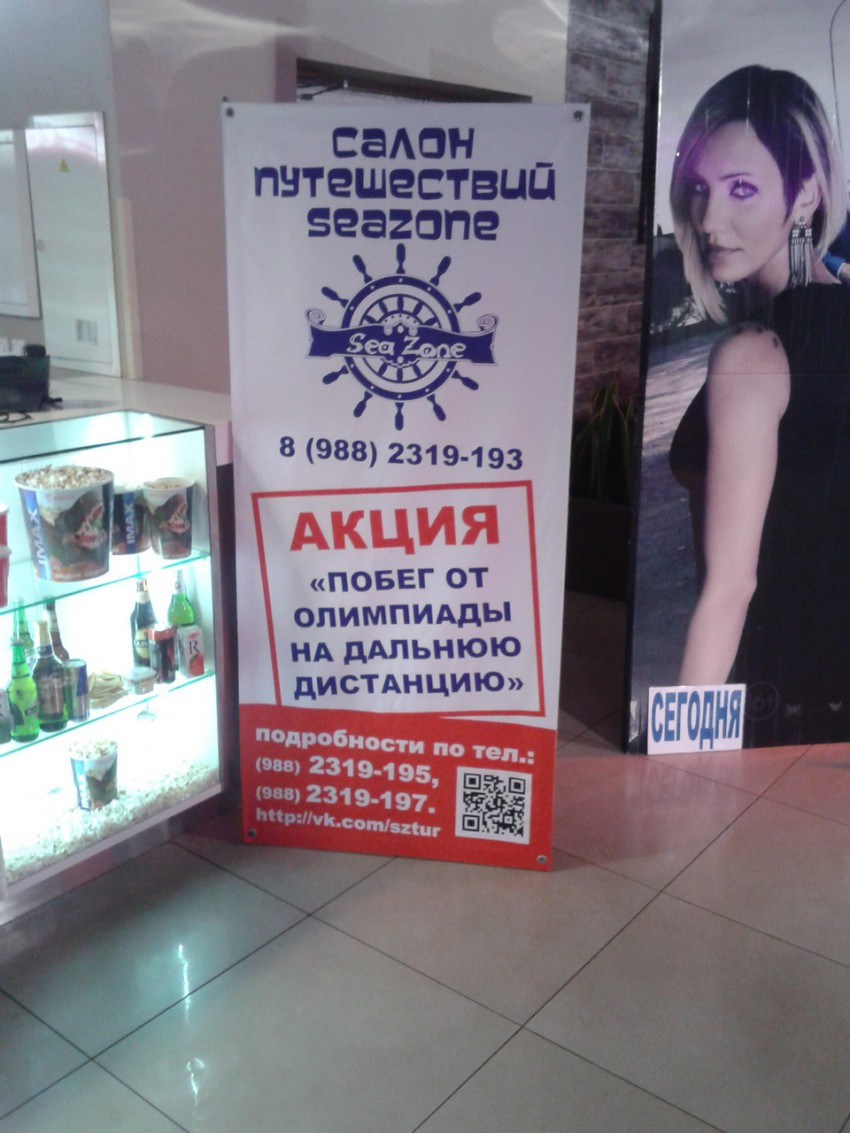 салон
путешествий
seazone
Sea Zone
8 (988) 2319-193
АКЦИЯ
«ПОБЕГ ОТ
ОЛИМПИАДЫ
НА ДАЛЬНЮЮ
ДИСТАНЦИЮ»
подробности по тел.:
(988) 2319-195,
(988) 2319-197.
http://vk.com/sztur
IMAX
IMAX
СЕГОДНЯ